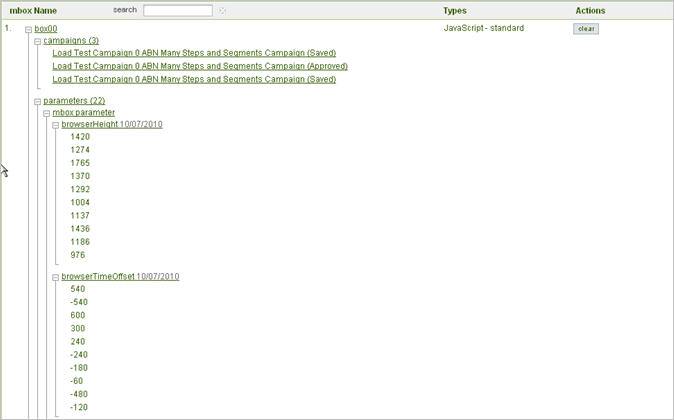 mbox Name search Types Actions
1. box00 JavaScript - standard clear
campaigns (3)
Load Test Campaign 0 ABN Many Steps and Segments Campaign (Saved)
Load Test Campaign 0 ABN Many Steps and Segments Campaign (Approved)
Load Test Campaign 0 ABN Many Steps and Segments Campaign (Saved)
parameters (22)
mbox parameter
browserHeight 10/07/2010
1420
1274
1765
1370
1292
1004
1137
1436
1186
976
browserTimeOffset 10/07/2010
540
-540
600
300
240
-240
-180
-60
-480
-120